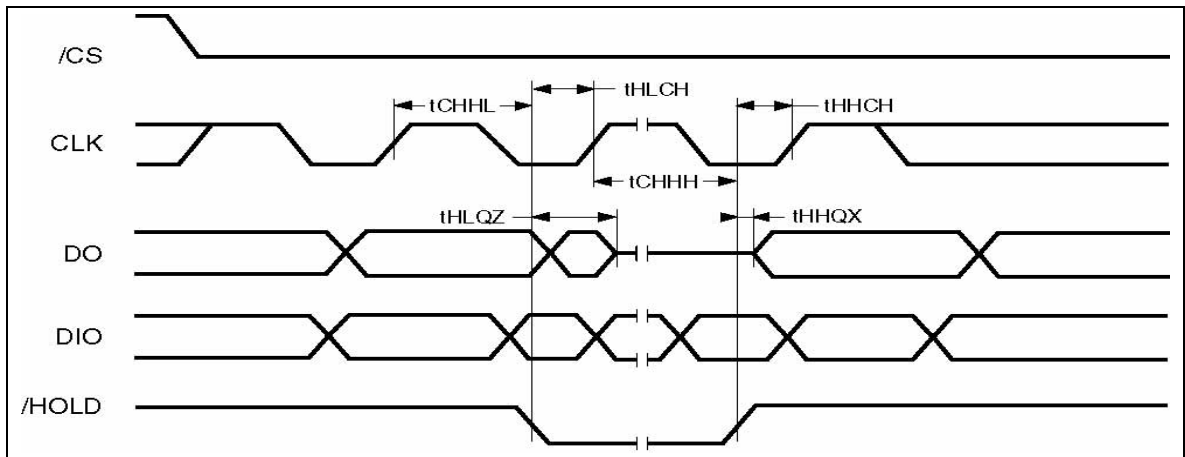 /CS
tHLCH
tCHHL
tHHCH
CLK
tCHHH
tHLQZ
tHHQX
DO
DIO
/HOLD